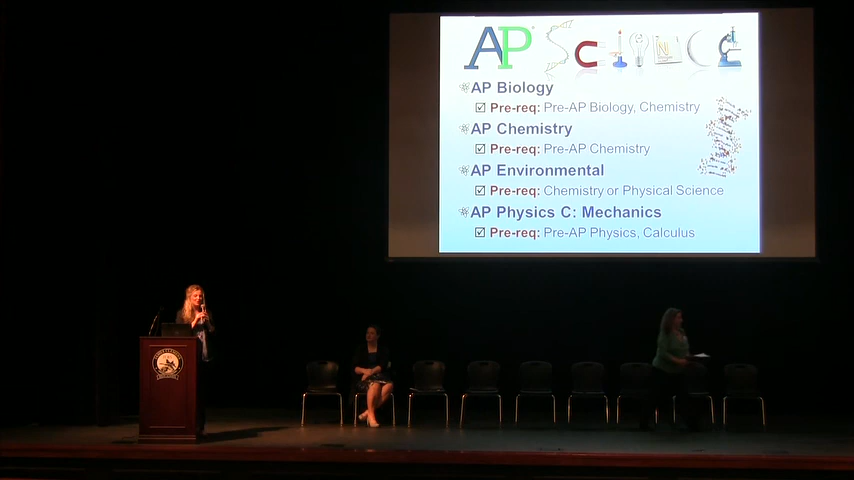 AP Science
AP Biology
Pre-req: Pre-AP Biology, Chemistry
AP Chemistry
Pre-req: Pre-AP Chemistry
AP Environmental
Pre-req: Chemistry or Physical Science
AP Physics C: Mechanics
Pre-req: Pre-AP Physics, Calculus